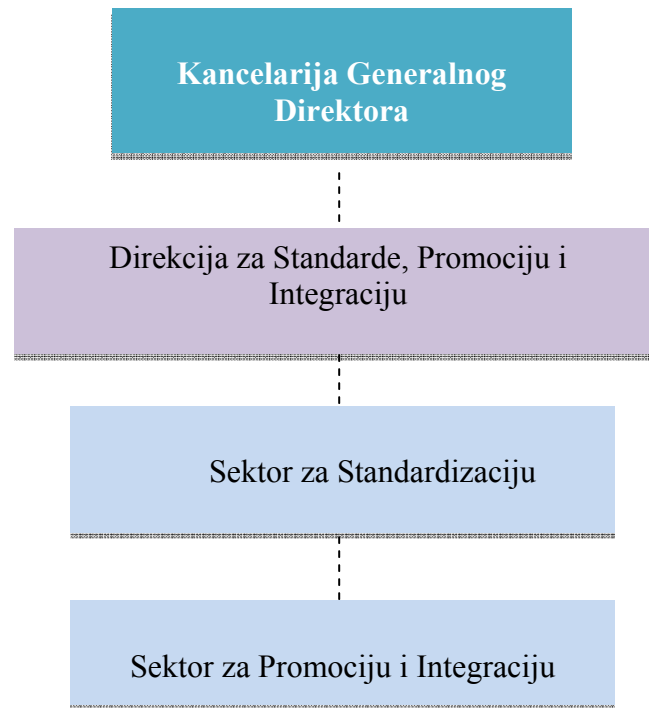 Kancelarija Generalnog
Direktora
Direkcija za Standarde, Promociju i
Integraciju
Sektor za Standardizaciju
Sektor za Promociju i Integraciju